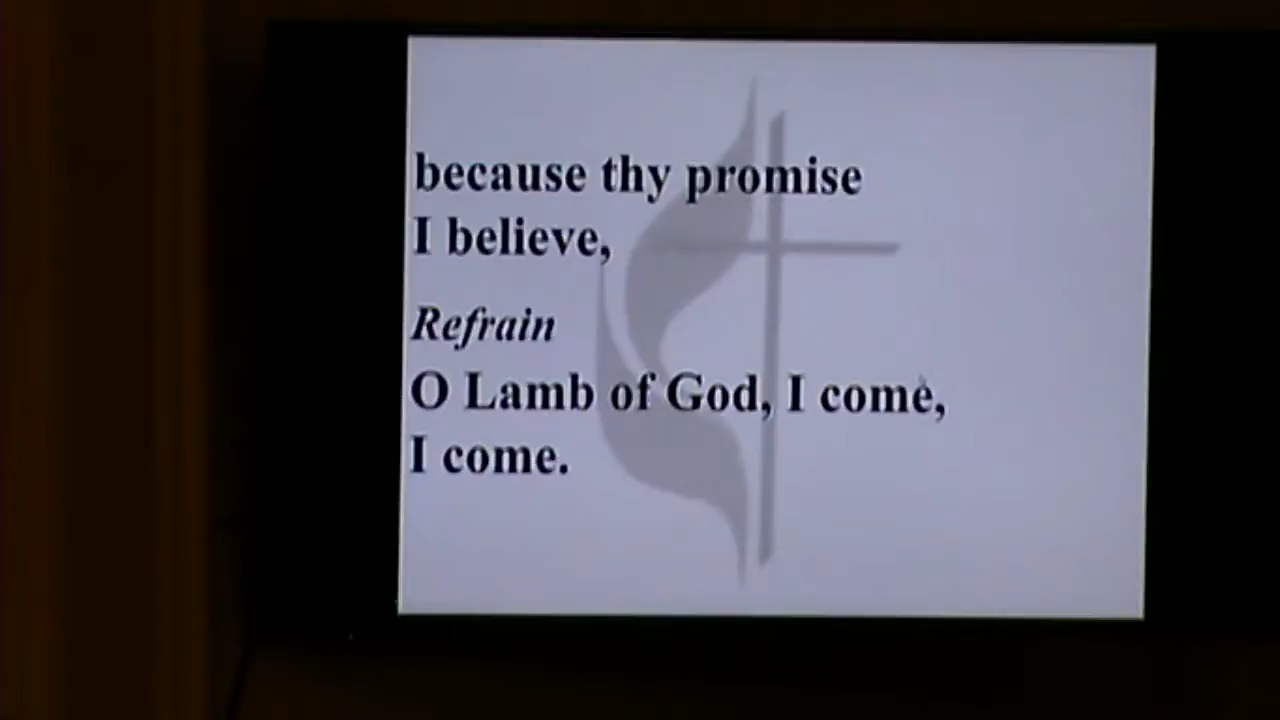 because thy promise
I believe,
Refrain
O Lamb of God, I come,
I come.